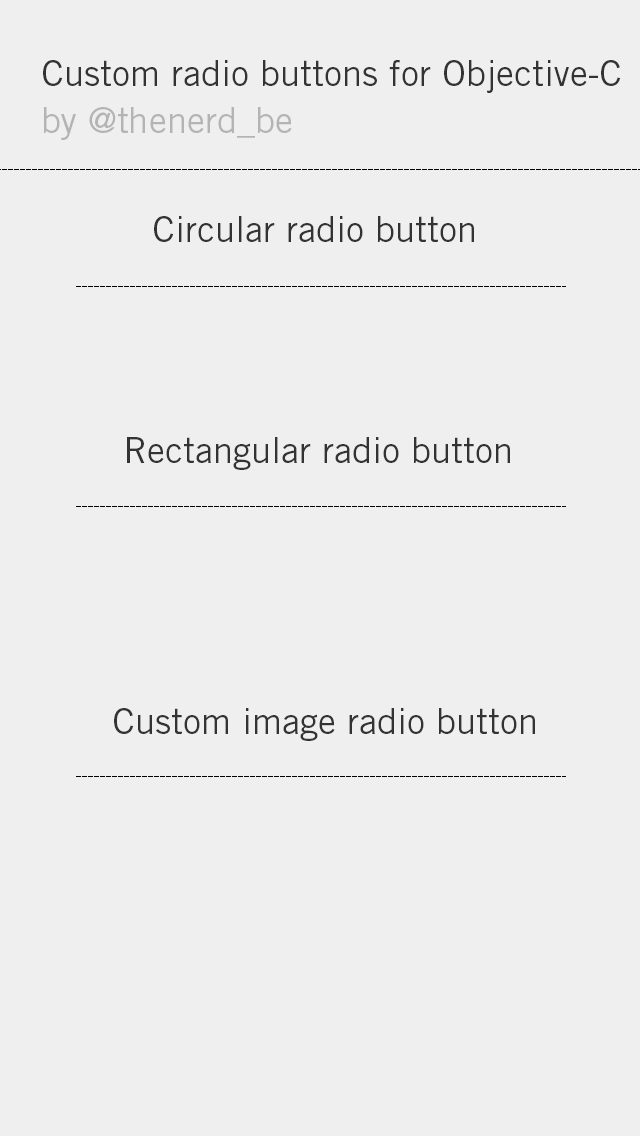 Custom radio buttons for Objective-C
by @thenerd_be
Circular radio button
Rectangular radio button
Custom image radio button